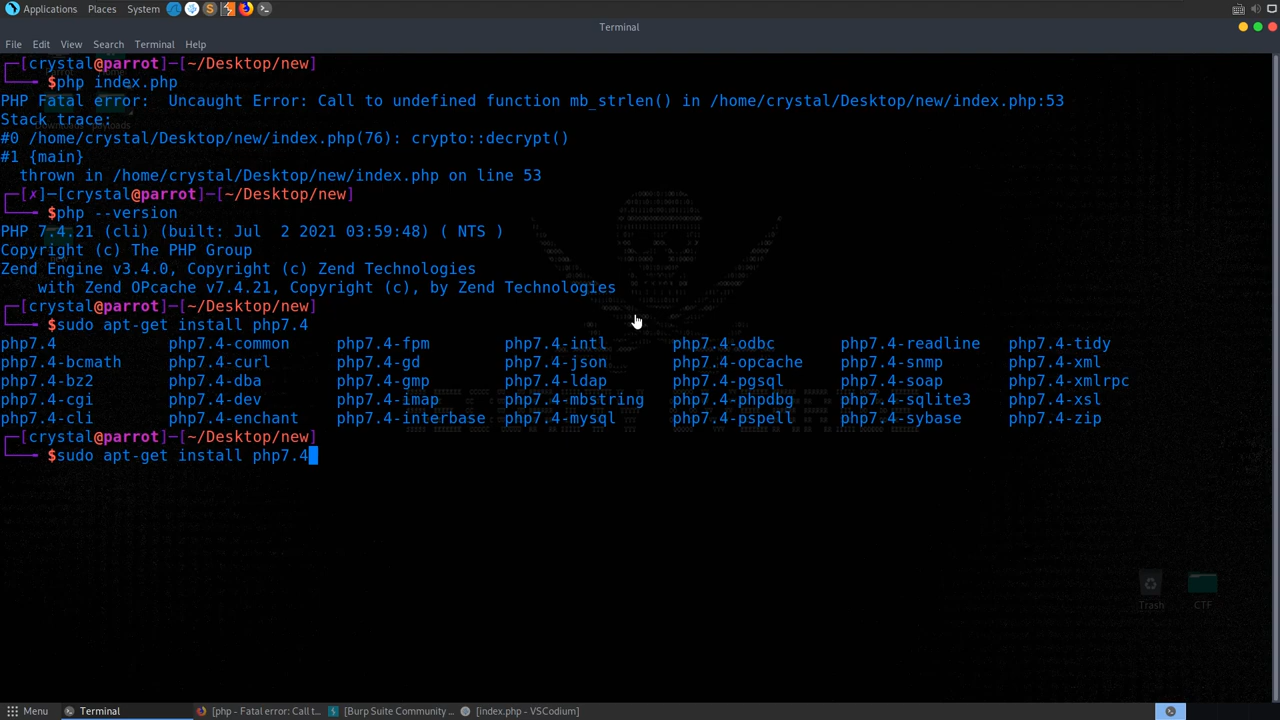 Applications Places System
Terminal
File Edit View Search Terminal Help
┌─[crystal@parrot]─[~/Desktop/new]
└──╼ $php index.php
PHP Fatal error:  Uncaught Error: Call to undefined function mb_strlen() in /home/crystal/Desktop/new/index.php:53
Stack trace:
#0 /home/crystal/Desktop/new/index.php(76): crypto::decrypt()
#1 {main}
  thrown in /home/crystal/Desktop/new/index.php on line 53
┌─[✗]─[crystal@parrot]─[~/Desktop/new]
└──╼ $php --version
PHP 7.4.21 (cli) (built: Jul  2 2021 03:59:48) ( NTS )
Copyright (c) The PHP Group
Zend Engine v3.4.0, Copyright (c) Zend Technologies
    with Zend OPcache v7.4.21, Copyright (c), by Zend Technologies
┌─[crystal@parrot]─[~/Desktop/new]
└──╼ $sudo apt-get install php7.4
php7.4 php7.4-common php7.4-fpm php7.4-intl php7.4-odbc php7.4-readline php7.4-tidy
php7.4-bcmath php7.4-curl php7.4-gd php7.4-json php7.4-opcache php7.4-snmp php7.4-xml
php7.4-bz2 php7.4-dba php7.4-gmp php7.4-ldap php7.4-pgsql php7.4-soap php7.4-xmlrpc
php7.4-cgi php7.4-dev php7.4-imap php7.4-mbstring php7.4-phpdbg php7.4-sqlite3 php7.4-xsl
php7.4-cli php7.4-enchant php7.4-interbase php7.4-mysql php7.4-pspell php7.4-sybase php7.4-zip
┌─[crystal@parrot]─[~/Desktop/new]
└──╼ $sudo apt-get install php7.4
Trash CTF
Menu Terminal [php - Fatal error: Call t... [Burp Suite Community ... [index.php - VSCodium]